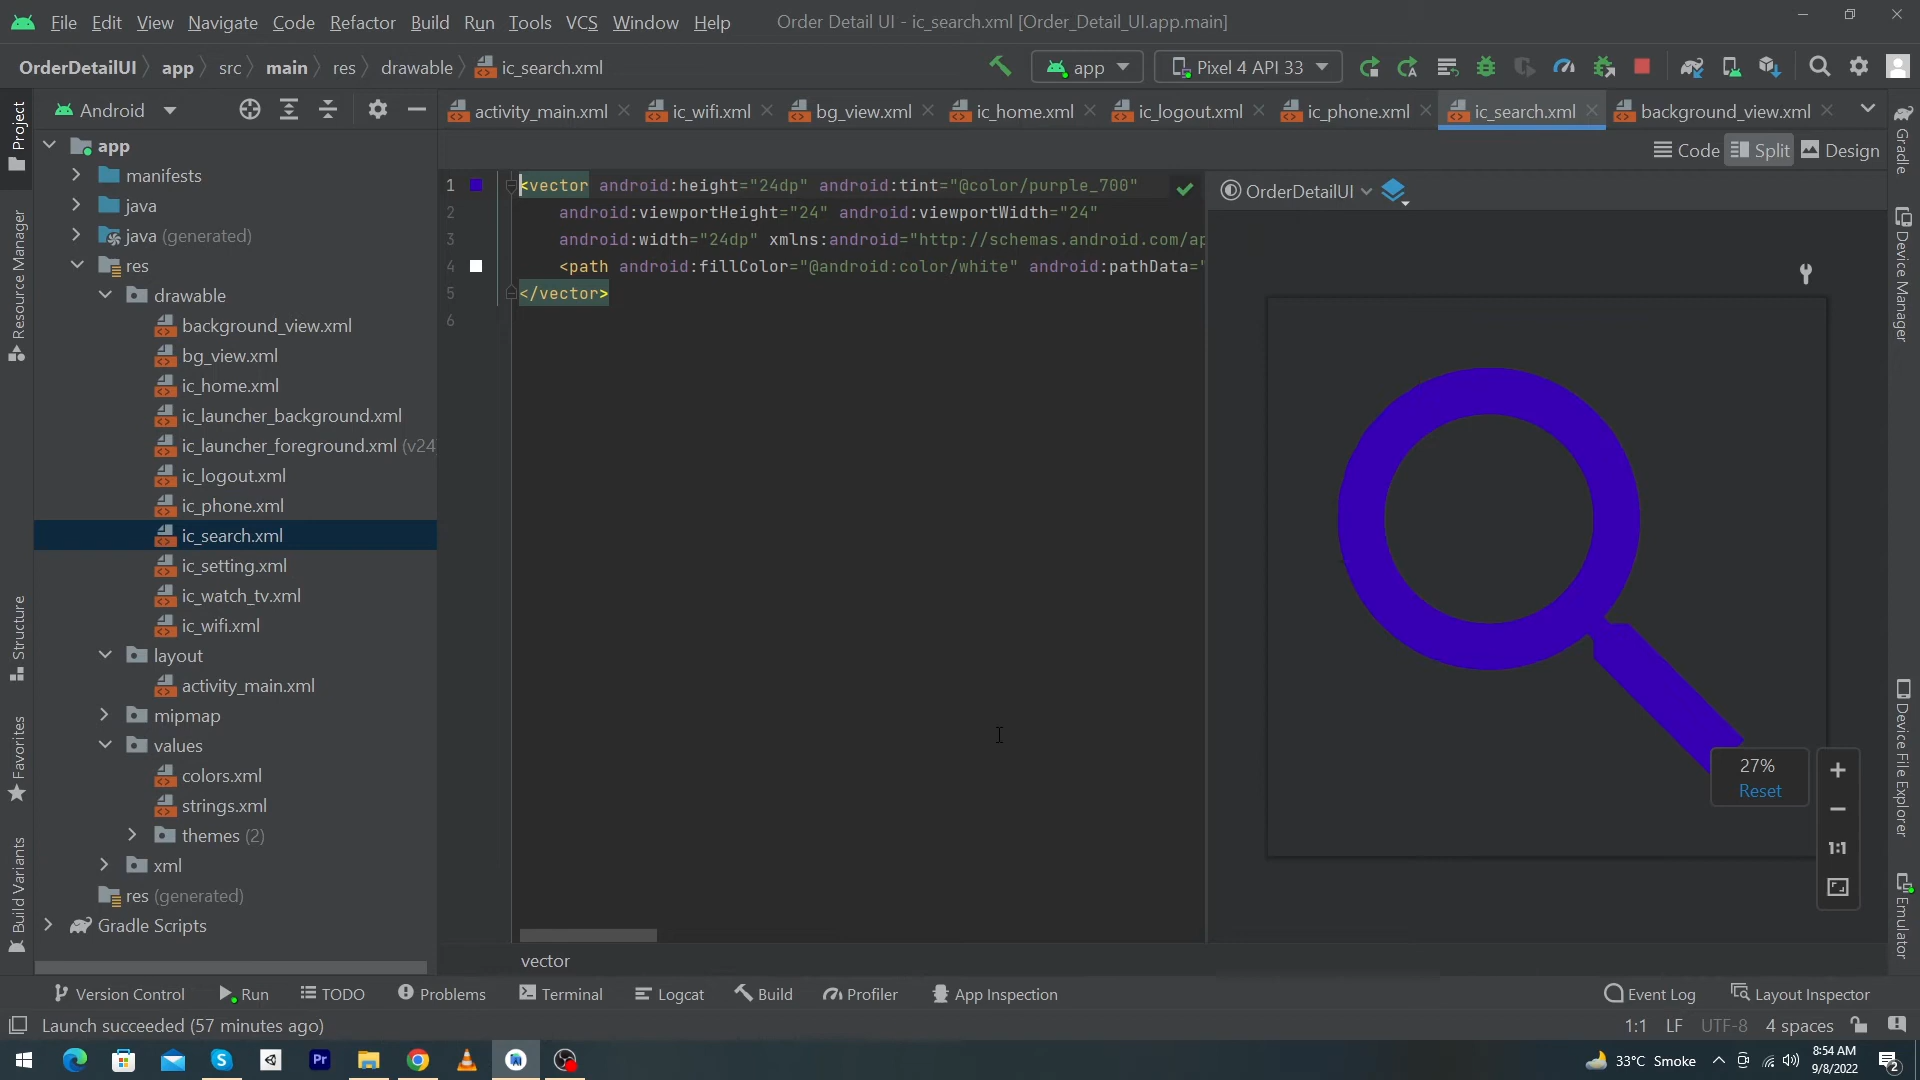 File Edit View Navigate Code Refactor Build Run Tools VCS Window Help Order Detail UI - ic_search.xml [Order_Detail_UI.app.main]
OrderDetailUI app src main res drawable ic_search.xml app Pixel 4 API 33
Project
Android
activity_main.xml ic_wifi.xml bg_view.xml ic_home.xml ic_logout.xml ic_phone.xml ic_search.xml background_view.xml
Code Split Design
OrderDetailUI
app
manifests
java
java (generated)
res
drawable
background_view.xml
bg_view.xml
ic_home.xml
ic_launcher_background.xml
ic_launcher_foreground.xml (v24
ic_logout.xml
ic_phone.xml
ic_search.xml
ic_setting.xml
ic_watch_tv.xml
ic_wifi.xml
layout
activity_main.xml
mipmap
values
colors.xml
strings.xml
themes (2)
xml
res (generated)
Gradle Scripts
Resource Manager
Structure
Favorites
Build Variants
1 <vector android:height="24dp" android:tint="@color/purple_700"
2 android:viewportHeight="24" android:viewportWidth="24"
3 android:width="24dp" xmlns:android="http://schemas.android.com/ap
4 <path android:fillColor="@android:color/white" android:pathData="
5 </vector>
6
27%
Reset
1:1
Gradle
Device Manager
Device File Explorer
Emulator
vector
Version Control Run TODO Problems Terminal Logcat Build Profiler App Inspection Event Log Layout Inspector
Launch succeeded (57 minutes ago) 1:1 LF UTF-8 4 spaces
Pr
33°C Smoke
8:54 AM
9/8/2022
2